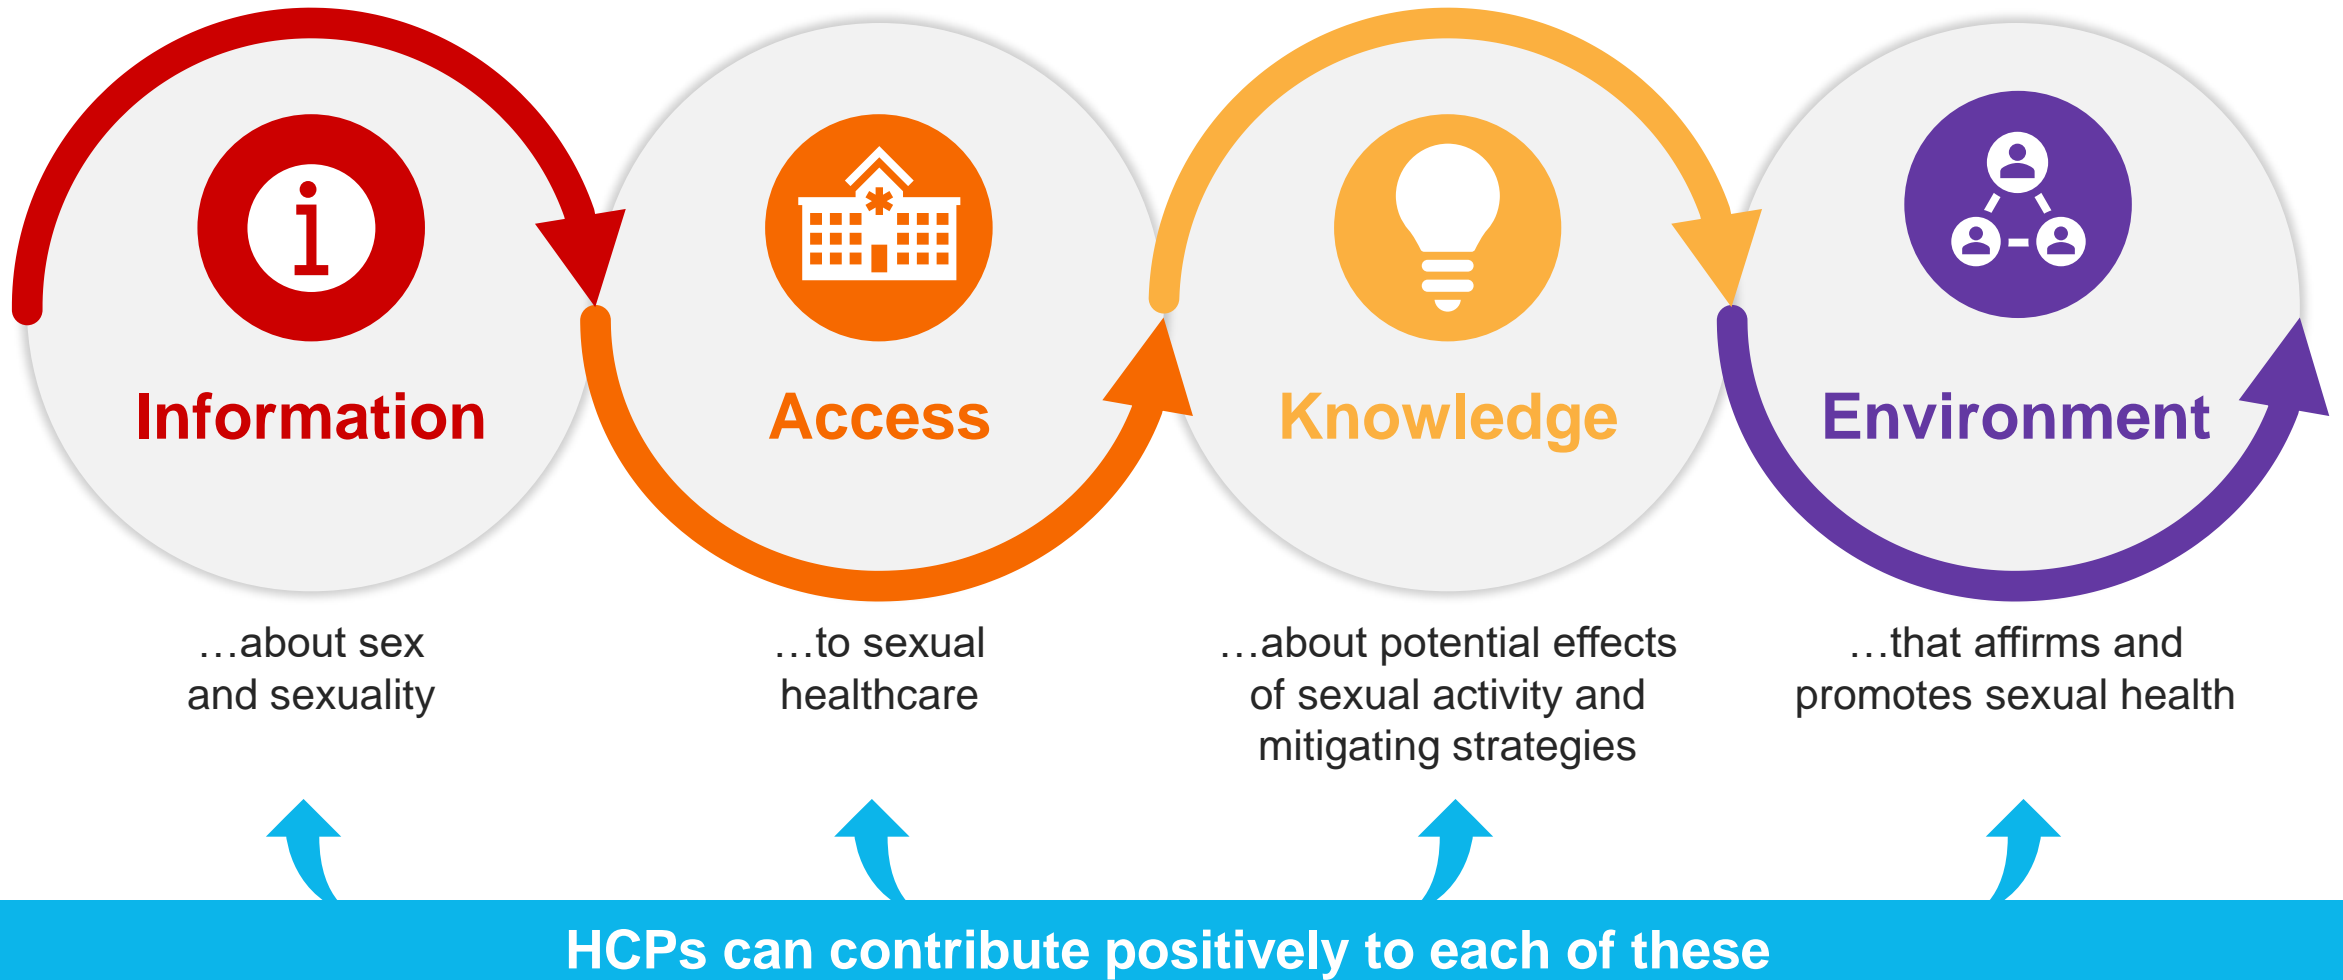 Information
Access
Knowledge
Environment
…about sex
and sexuality
…to sexual
healthcare
…about potential effects
of sexual activity and
mitigating strategies
…that affirms and
promotes sexual health
HCPs can contribute positively to each of these